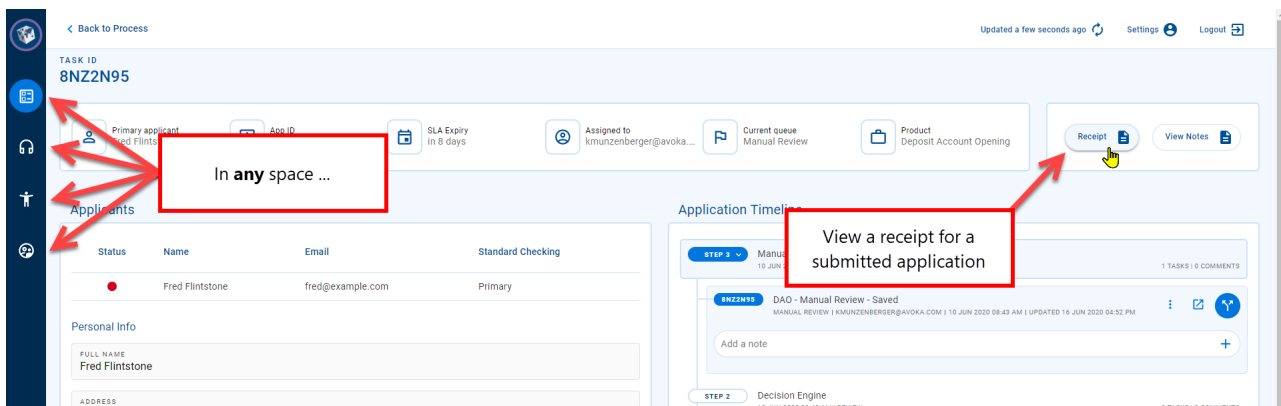 Back to Process
Updated a few seconds ago
Settings
Logout
TASK ID
8NZ2N95
Primary applicant
Fred Flints
App ID
SLA Expiry
in 8 days
Assigned to
kmunzenberger@avoka...
Current queue
Manual Review
Product
Deposit Account Opening
Receipt
View Notes
In any space ...
Applicants
Application Timeline
View a receipt for a
submitted application
Status
Name
Email
Standard Checking
Fred Flintstone
fred@example.com
Primary
STEP 3
Manua
10 JUN 2
1 TASKS | 0 COMMENTS
8NZ2N95
DAO - Manual Review - Saved
MANUAL REVIEW | KMUNZENBERGER@AVOKA.COM | 10 JUN 2020 08:43 AM | UPDATED 16 JUN 2020 04:52 PM
Add a note
Personal Info
FULL NAME
Fred Flintstone
ADDRESS
STEP 2
Decision Engine